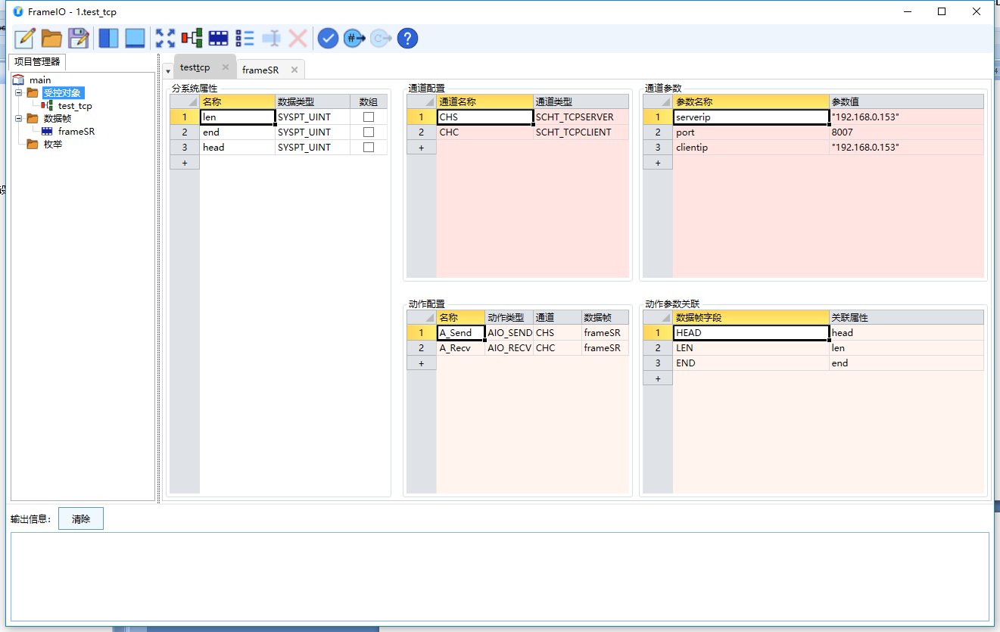 FrameIO - 1.test_tcp
项目管理器
main
受控对象
test_tcp
数据帧
frameSR
枚举
testtcp
frameSR
分系统属性
名称 数据类型 数组
1 len SYSPT_UINT
2 end SYSPT_UINT
3 head SYSPT_UINT
+
通道配置
通道名称 通道类型
1 CHS SCHT_TCPSERVER
2 CHC SCHT_TCPCLIENT
+
通道参数
参数名称 参数值
1 serverip "192.168.0.153"
2 port 8007
3 clientip "192.168.0.153"
+
动作配置
名称 动作类型 通道 数据帧
1 A_Send AIO_SEND CHS frameSR
2 A_Recv AIO_RECV CHC frameSR
+
动作参数关联
数据帧字段 关联属性
1 HEAD head
2 LEN len
3 END end
+
输出信息:
清除